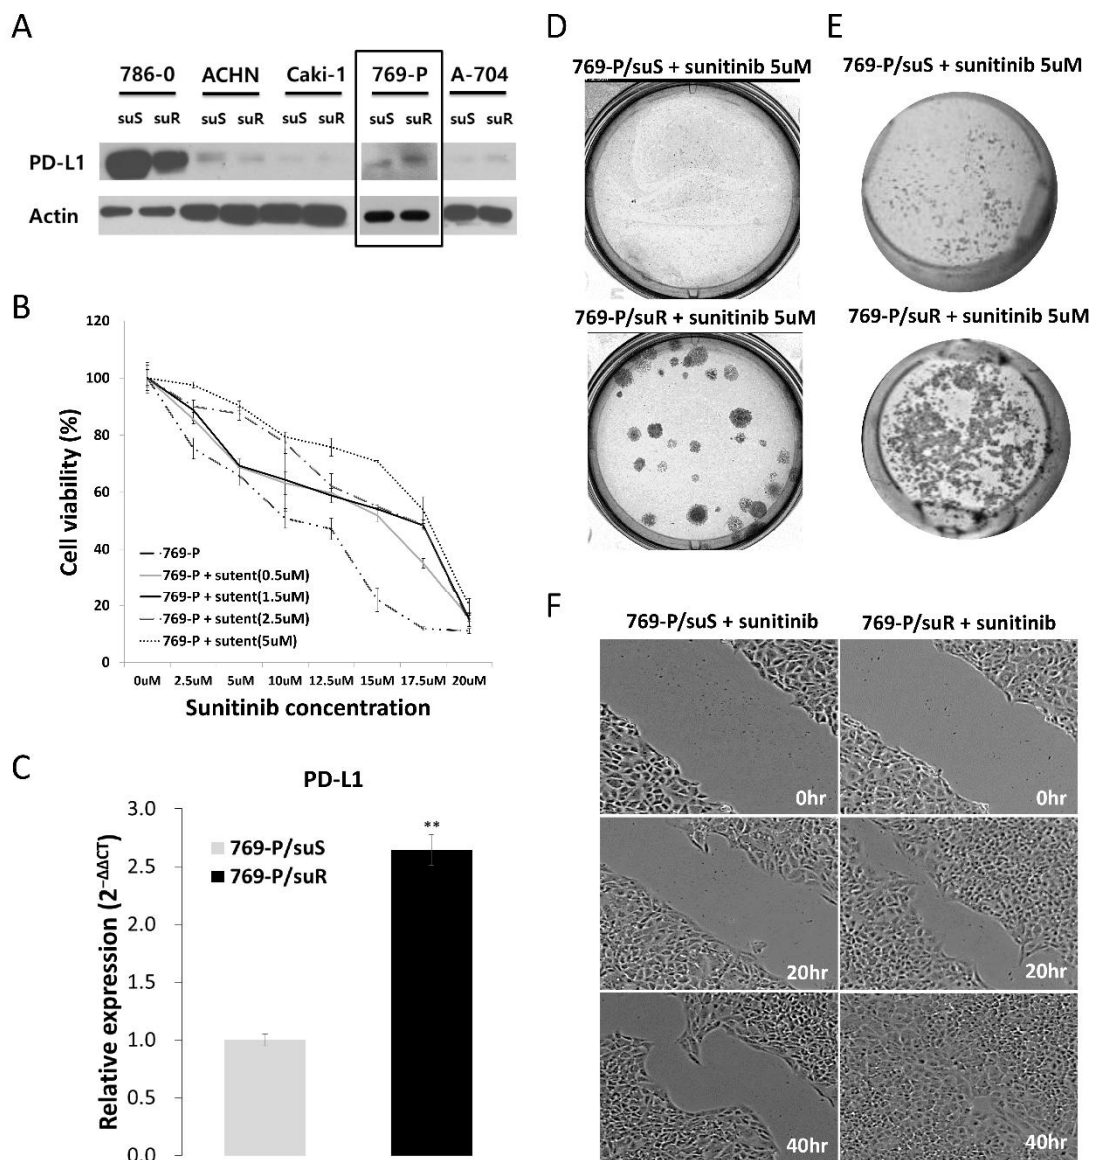 A
786-0 ACHN Caki-1 769-P A-704
suS suR suS suR suS suR suS suR suS suR
PD-L1
Actin
B
120
100
80
60
40
20
0
Cell viability (%)
769-P
769-P + sutent(0.5uM)
769-P + sutent(1.5uM)
769-P + sutent(2.5uM)
769-P + sutent(5uM)
0uM 2.5uM 5uM 10uM 12.5uM 15uM 17.5uM 20uM
Sunitinib concentration
C
PD-L1
3.0
2.5
2.0
1.5
1.0
0.5
0.0
Relative expression (2−ΔΔCT)
769-P/suS
769-P/suR
**
D
769-P/suS + sunitinib 5uM
769-P/suR + sunitinib 5uM
E
769-P/suS + sunitinib 5uM
769-P/suR + sunitinib 5uM
F
769-P/suS + sunitinib 769-P/suR + sunitinib
0hr 0hr
20hr 20hr
40hr 40hr